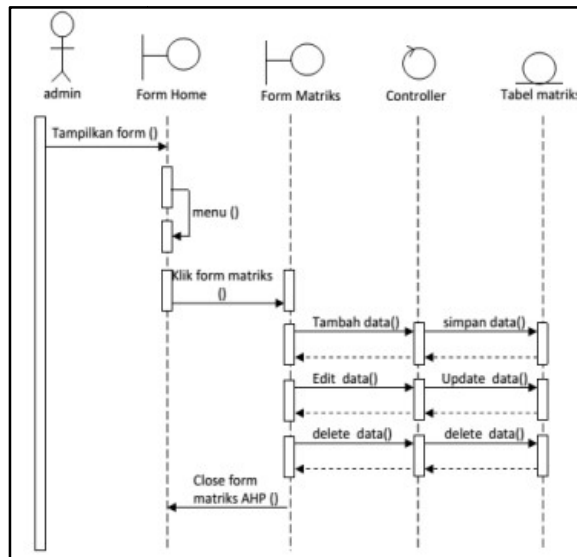 admin
Form Home
Form Matriks
Controller
Tabel matriks
Tampilkan form ()
menu ()
Klik form matriks
()
Tambah data()
simpan data()
Edit data()
Update data()
delete data()
delete data()
Close form
matriks AHP ()